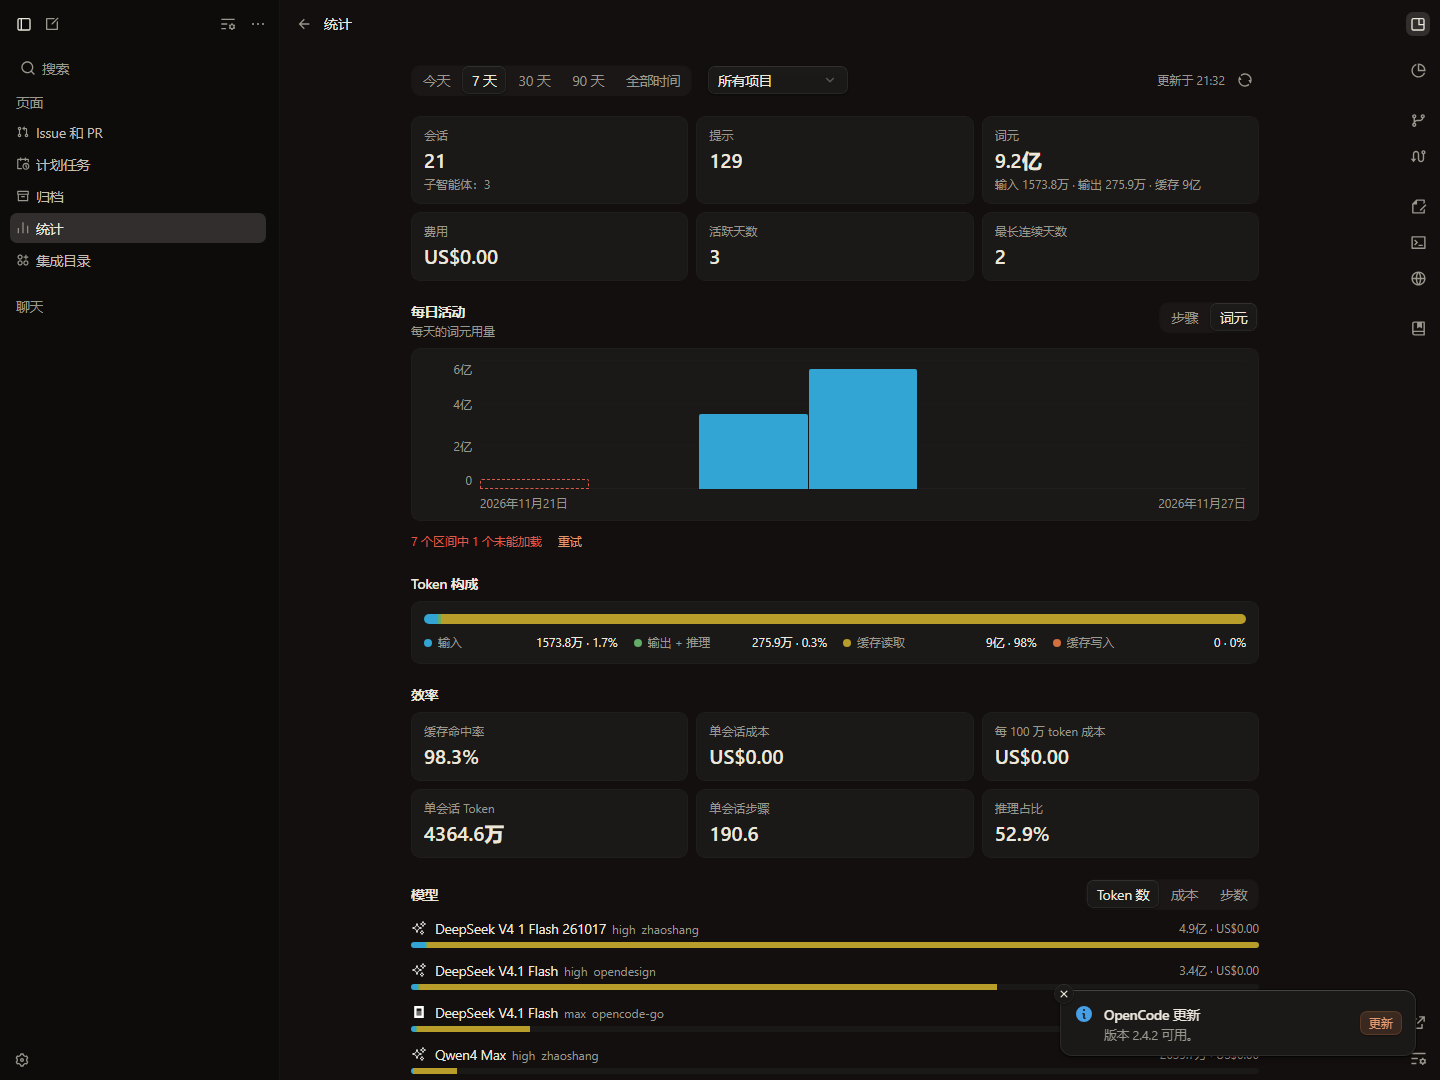 统计
搜索
页面
Issue 和 PR
计划任务
归档
统计
集成目录
聊天
今天 7 天 30 天 90 天 全部时间 所有项目 更新于 21:32
会话
21
子智能体：3
提示
129
词元
9.2亿
输入 1573.8万 · 输出 275.9万 · 缓存 9亿
费用
US$0.00
活跃天数
3
最长连续天数
2
每日活动
每天的词元用量
步骤 词元
6亿
4亿
2亿
0
2026年11月21日 2026年11月27日
7 个区间中 1 个未能加载 重试
Token 构成
输入 1573.8万 · 1.7% 输出 + 推理 275.9万 · 0.3% 缓存读取 9亿 · 98% 缓存写入 0 · 0%
效率
缓存命中率
98.3%
单会话成本
US$0.00
每 100 万 token 成本
US$0.00
单会话 Token
4364.6万
单会话步骤
190.6
推理占比
52.9%
模型
Token 数 成本 步数
DeepSeek V4 1 Flash 261017 high zhaoshang 4.9亿 · US$0.00
DeepSeek V4.1 Flash high opendesign 3.4亿 · US$0.00
DeepSeek V4.1 Flash max opencode-go
Qwen4 Max high zhaoshang
OpenCode 更新
版本 2.4.2 可用。
更新